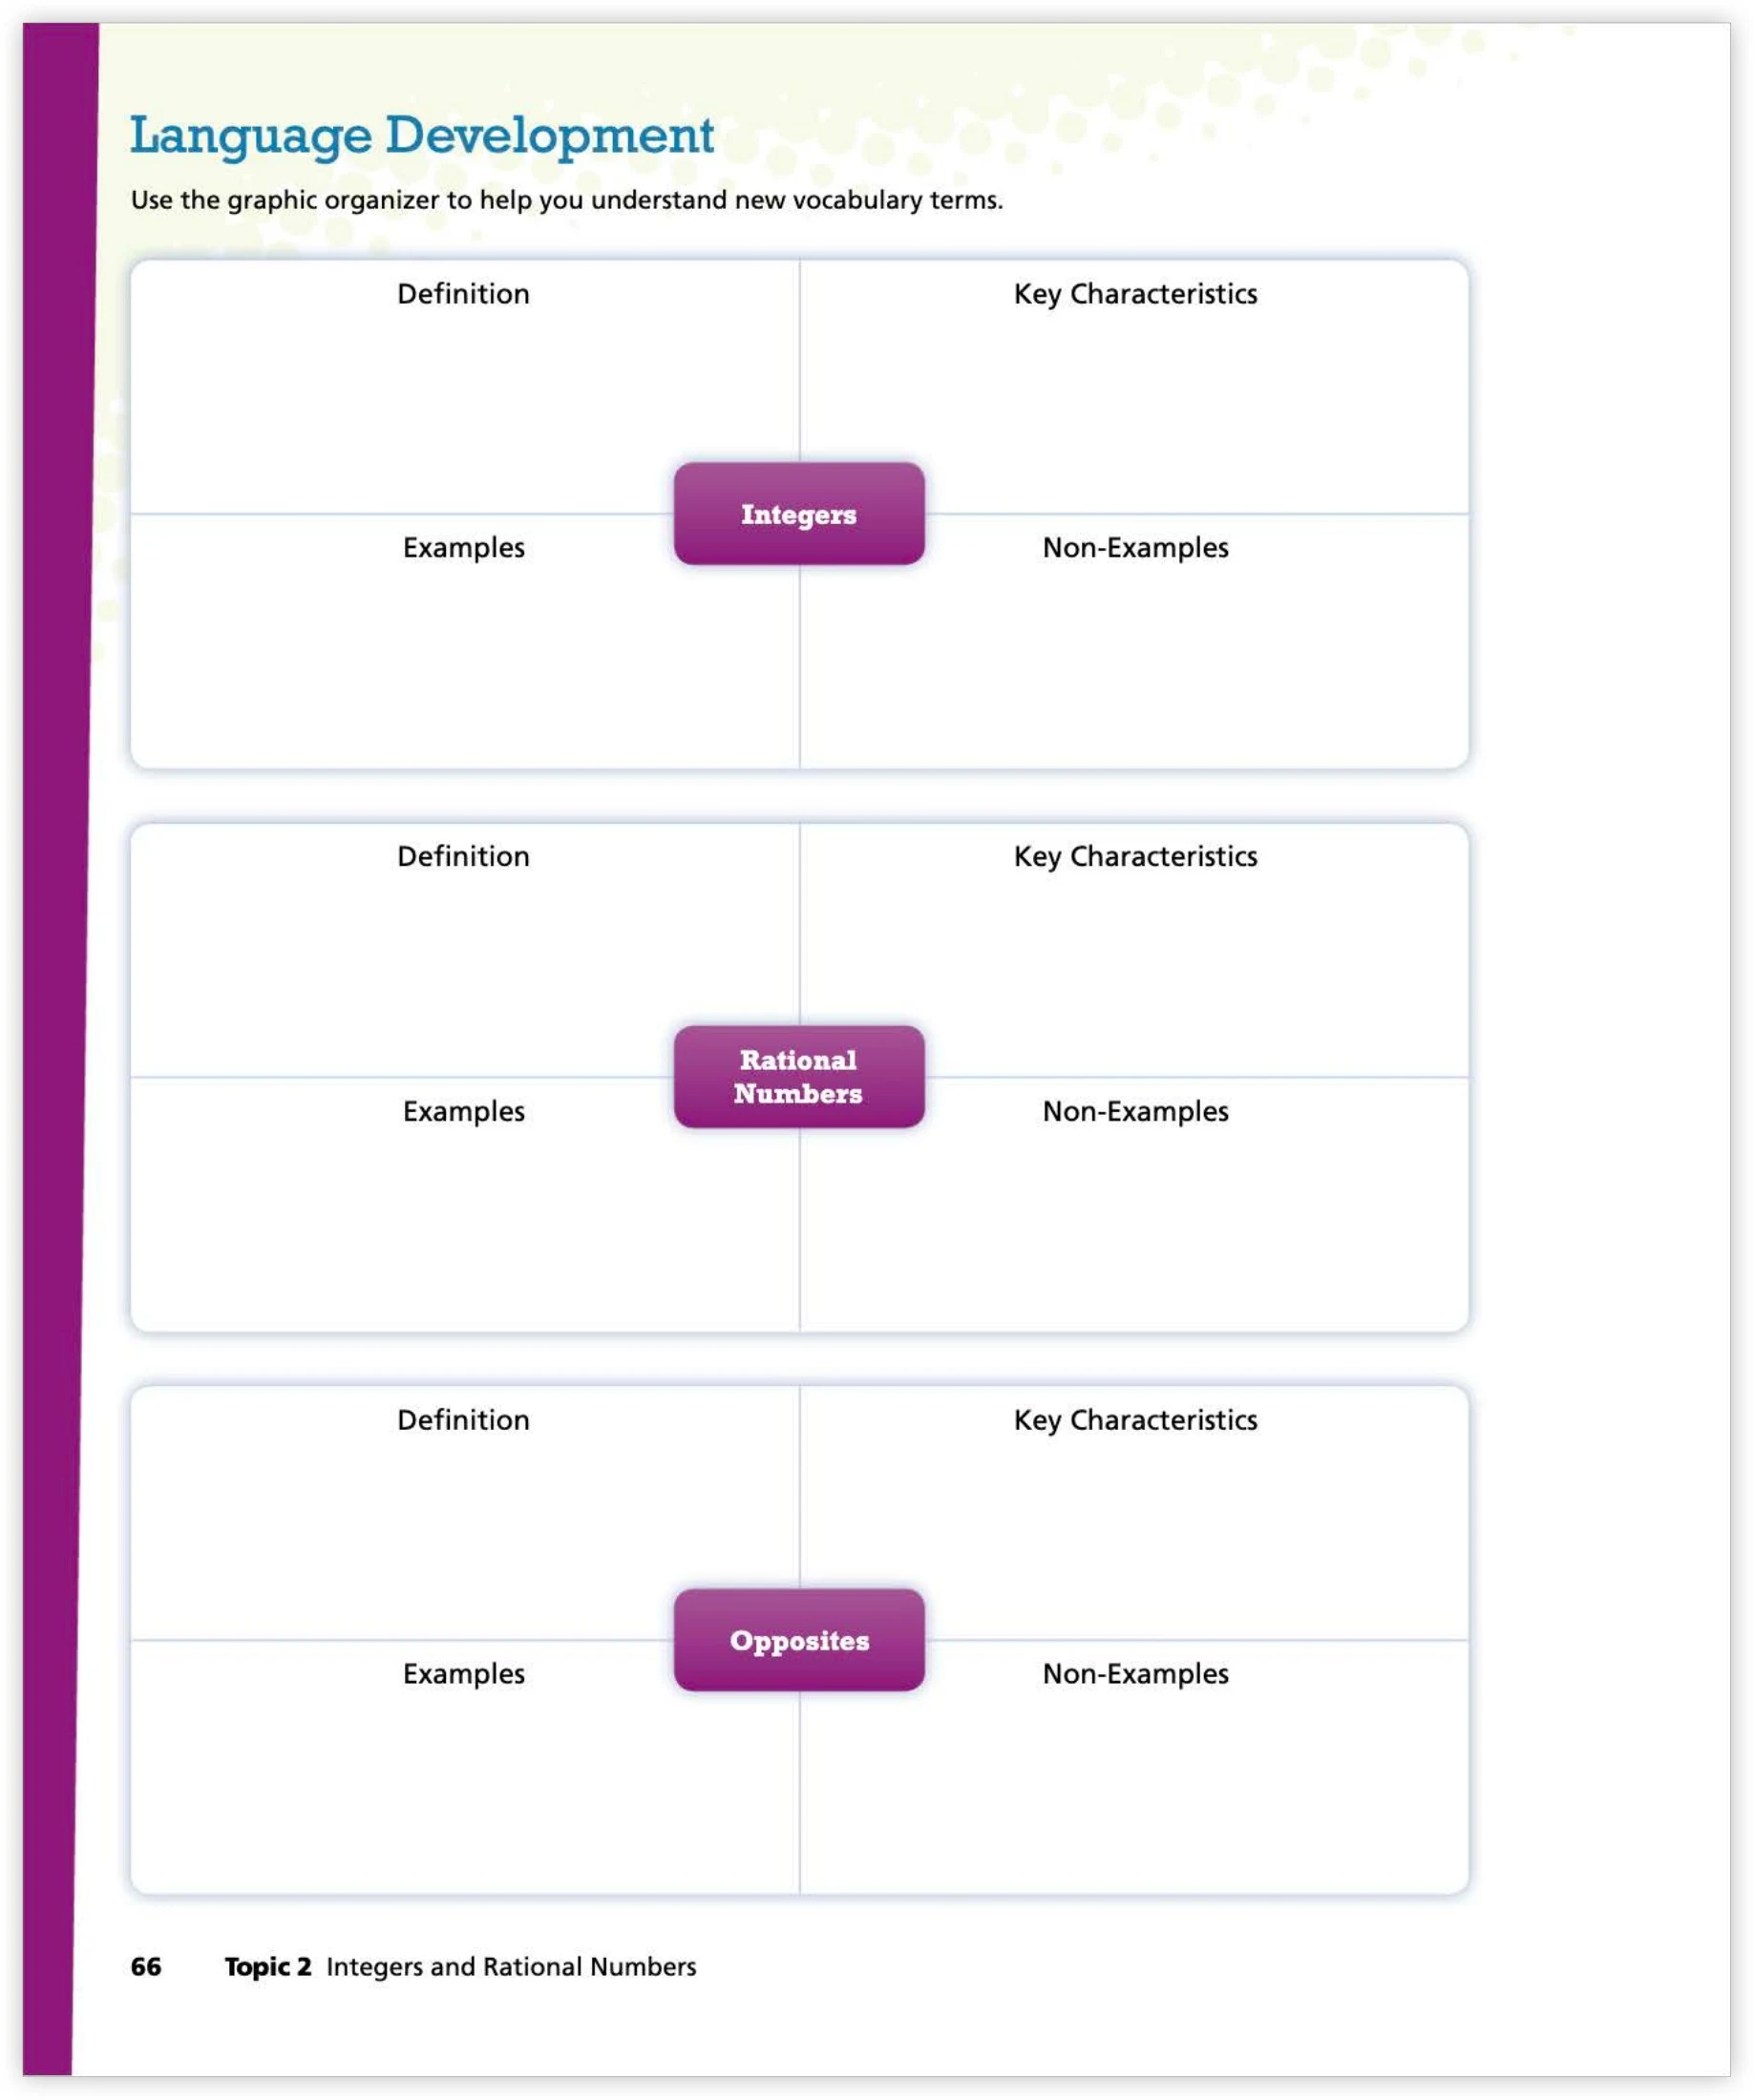 Language Development
Use the graphic organizer to help you understand new vocabulary terms.
Definition
Key Characteristics
Integers
Examples
Non-Examples
Definition
Key Characteristics
Rational
Numbers
Examples
Non-Examples
Definition
Key Characteristics
Opposites
Examples
Non-Examples
66 Topic 2 Integers and Rational Numbers